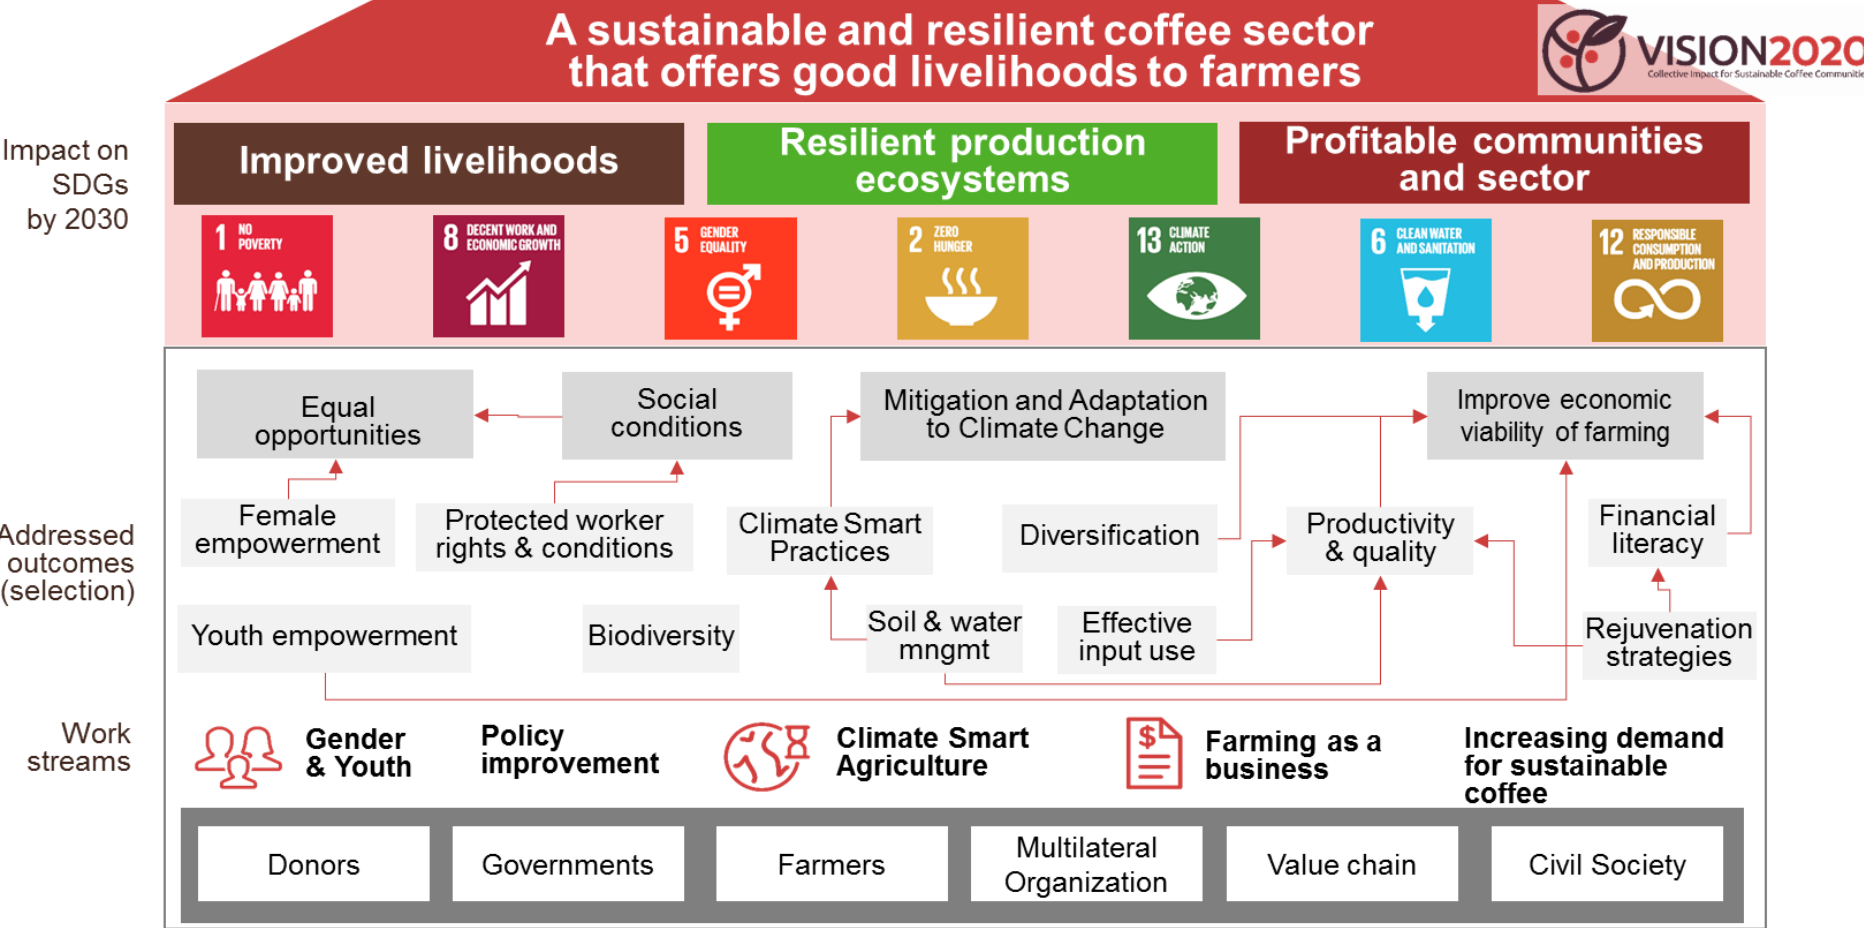 A sustainable and resilient coffee sector
that offers good livelihoods to farmers
VISION2020
Collective Impact for Sustainable Coffee Communitie
Impact on
SDGs
by 2030
Improved livelihoods
Resilient production
ecosystems
Profitable communities
and sector
1 NO
POVERTY
8 DECENT WORK AND
ECONOMIC GROWTH
5 GENDER
EQUALITY
2 ZERO
HUNGER
13 CLIMATE
ACTION
6 CLEAN WATER
AND SANITATION
12 RESPONSIBLE
CONSUMPTION
AND PRODUCTION
Addressed
outcomes
(selection)
Equal
opportunities
Social
conditions
Mitigation and Adaptation
to Climate Change
Improve economic
viability of farming
Female
empowerment
Protected worker
rights & conditions
Climate Smart
Practices
Diversification
Productivity
& quality
Financial
literacy
Youth empowerment
Biodiversity
Soil & water
mngmt
Effective
input use
Rejuvenation
strategies
Work
streams
Gender
& Youth
Policy
improvement
Climate Smart
Agriculture
$
Farming as a
business
Increasing demand
for sustainable
coffee
Donors
Governments
Farmers
Multilateral
Organization
Value chain
Civil Society